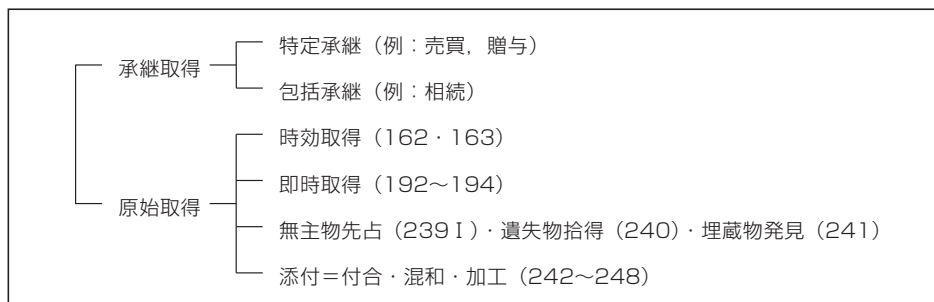 承継取得
特定承継（例：売買，贈与）
包括承継（例：相続）
原始取得
時効取得（162・163）
即時取得（192～194）
無主物先占（239Ⅰ）・遺失物拾得（240）・埋蔵物発見（241）
添付＝付合・混和・加工（242～248）